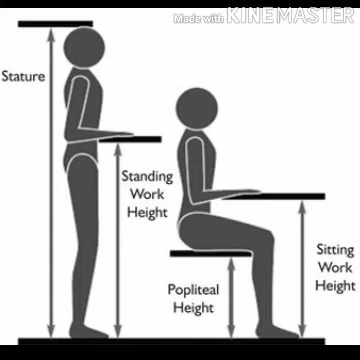 Made with KINEMASTER
Stature
Standing
Work
Height
Sitting
Work
Height
Popliteal
Height